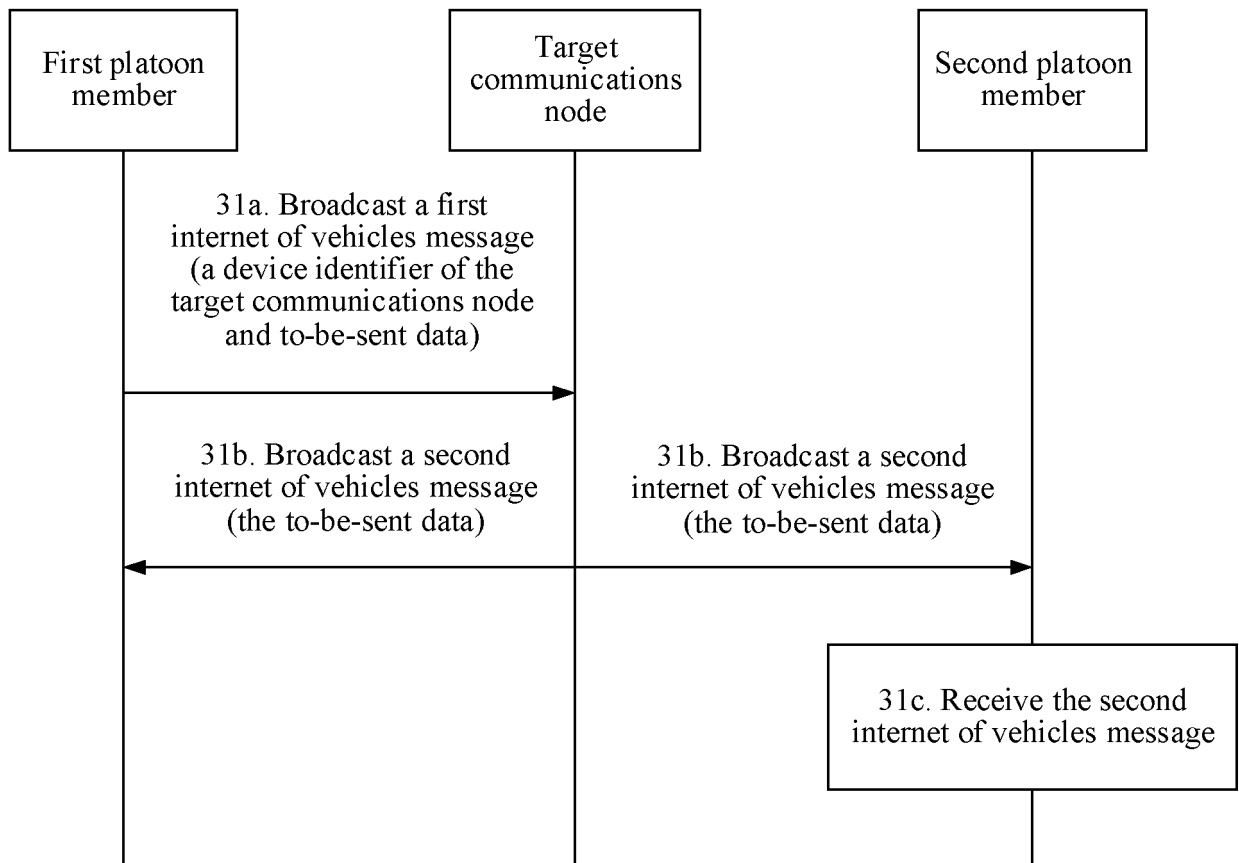 First platoon
member
Target
communications
node
Second platoon
member
31a. Broadcast a first
internet of vehicles message
(a device identifier of the
target communications node
and to-be-sent data)
31b. Broadcast a second
internet of vehicles message
(the to-be-sent data)
31b. Broadcast a second
internet of vehicles message
(the to-be-sent data)
31c. Receive the second
internet of vehicles message